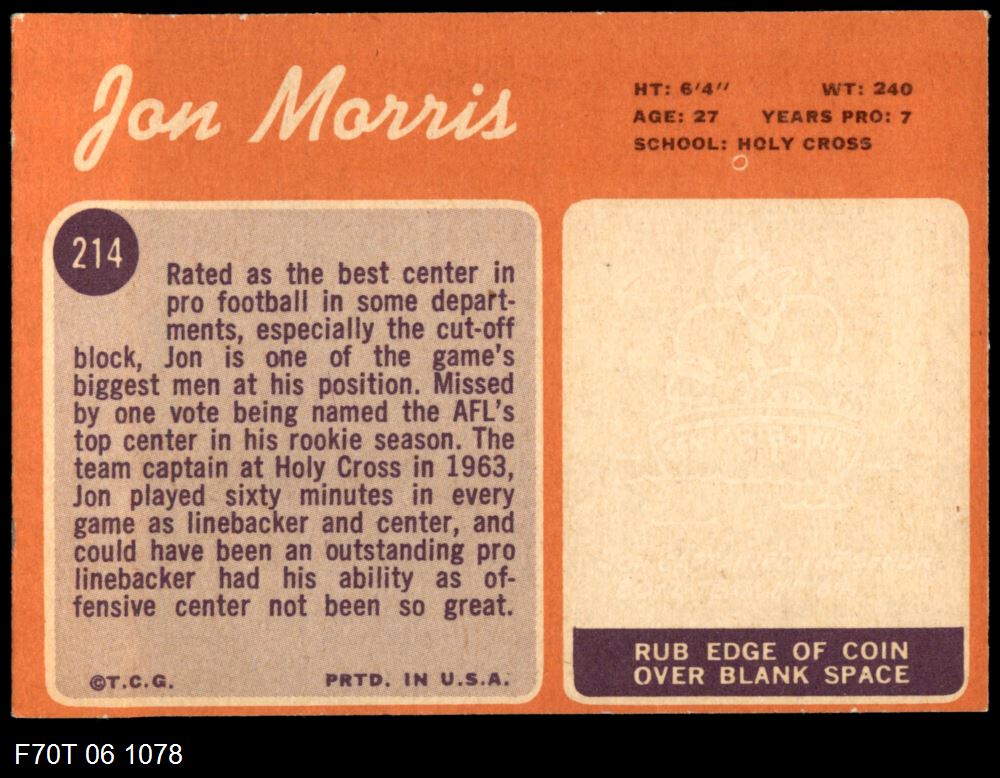 Jon Morris
HT: 6'4" WT: 240
AGE: 27 YEARS PRO: 7
SCHOOL: HOLY CROSS
214
Rated as the best center in
pro football in some depart-
ments, especially the cut-off
block, Jon is one of the game's
biggest men at his position. Missed
by one vote being named the AFL's
top center in his rookie season. The
team captain at Holy Cross in 1963,
Jon played sixty minutes in every
game as linebacker and center, and
could have been an outstanding pro
linebacker had his ability as of-
fensive center not been so great.
©T.C.G. PRTD. IN U.S.A.
RUB EDGE OF COIN
OVER BLANK SPACE
F70T 06 1078